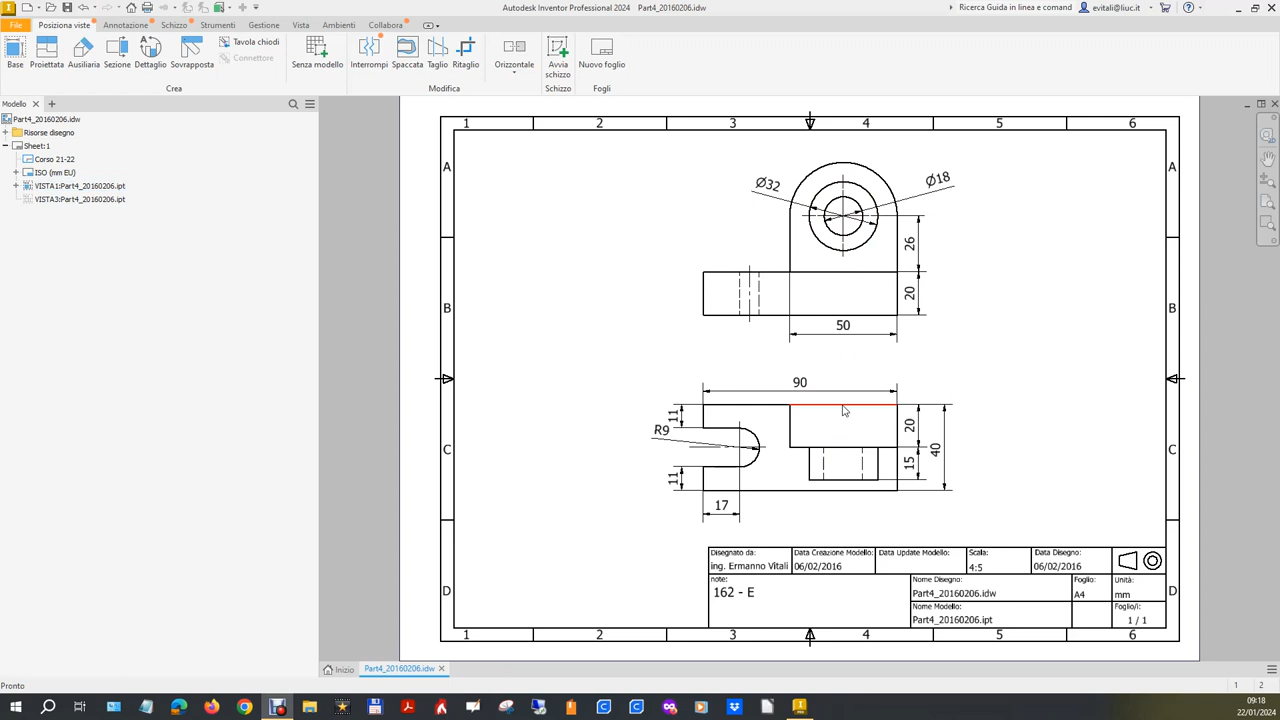 Autodesk Inventor Professional 2024 Part4_20160206.idw
Ricerca Guida in linea e comand
evitali@liuc.it
File Posiziona viste Annotazione Schizzo Strumenti Gestione Vista Ambienti Collabora
Base Proiettata Ausiliaria Sezione Dettaglio Sovrapposta
Tavola chiodi
Connettore
Senza modello Interrompi Spaccata Taglio Ritaglio Orizzontale
Avvia schizzo
Nuovo foglio
Crea Modifica Schizzo Fogli
Modello
Part4_20160206.idw
Risorse disegno
Sheet:1
Corso 21-22
ISO (mm EU)
VISTA1:Part4_20160206.ipt
VISTA3:Part4_20160206.ipt
1 2 3 4 5 6
A A
Ø32
Ø18
26
B B
20
50
90
11
R9
20
40
C C
15
11
17
Disegnato da: Data Creazione Modello: Data Update Modello: Scala: Data Disegno:
ing. Ermanno Vitali 06/02/2016 4:5 06/02/2016
note: Nome Disegno: Foglio: Unità:
162 - E Part4_20160206.idw A4 mm
D D
Nome Modello: Foglio/i:
Part4_20160206.ipt 1 / 1
1 2 3 4 5 6
Inizio Part4_20160206.idw
Pronto 1 2
09:18
22/01/2024